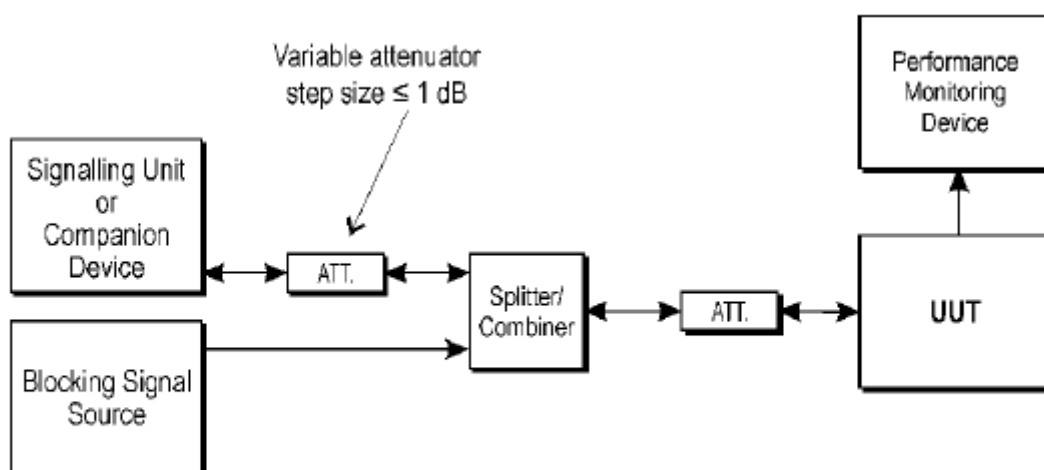 Variable attenuator
step size ≤ 1 dB
Performance
Monitoring
Device
Signalling Unit
or
Companion
Device
ATT.
Splitter/
Combiner
ATT.
UUT
Blocking Signal
Source